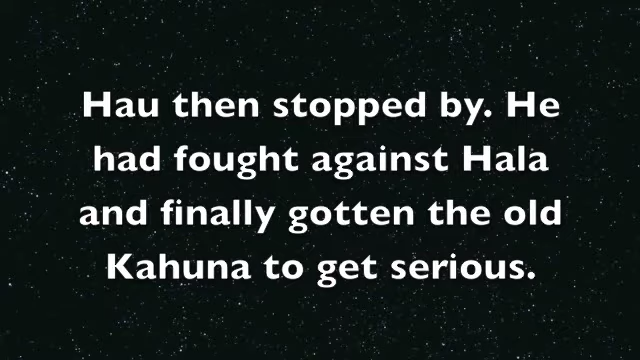 Hau then stopped by. He
had fought against Hala
and finally gotten the old
Kahuna to get serious.